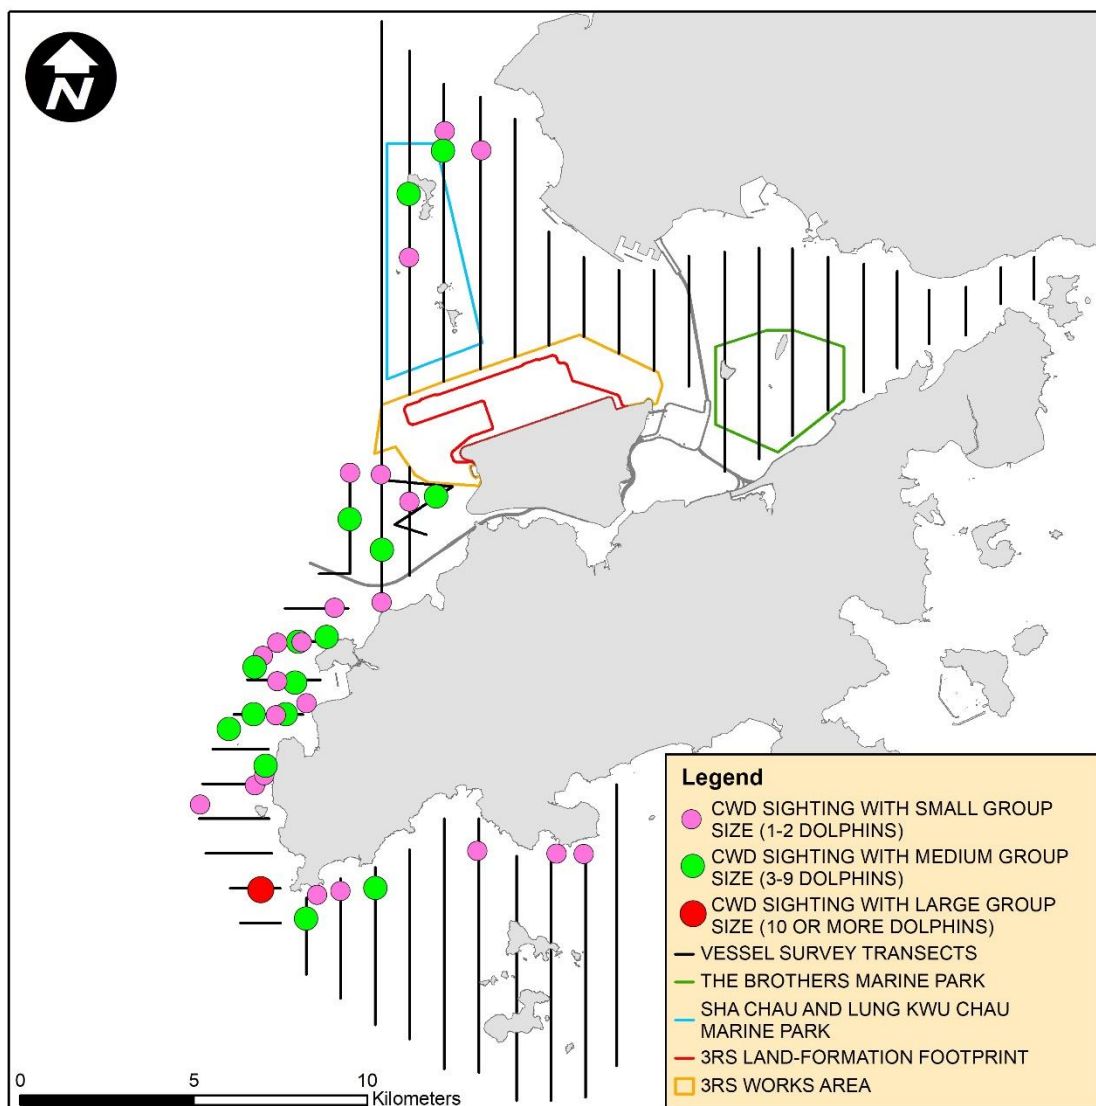 N
Legend
CWD SIGHTING WITH SMALL GROUP
SIZE (1-2 DOLPHINS)
CWD SIGHTING WITH MEDIUM GROUP
SIZE (3-9 DOLPHINS)
CWD SIGHTING WITH LARGE GROUP
SIZE (10 OR MORE DOLPHINS)
VESSEL SURVEY TRANSECTS
THE BROTHERS MARINE PARK
SHA CHAU AND LUNG KWU CHAU
MARINE PARK
3RS LAND-FORMATION FOOTPRINT
3RS WORKS AREA
0 5 10
Kilometers